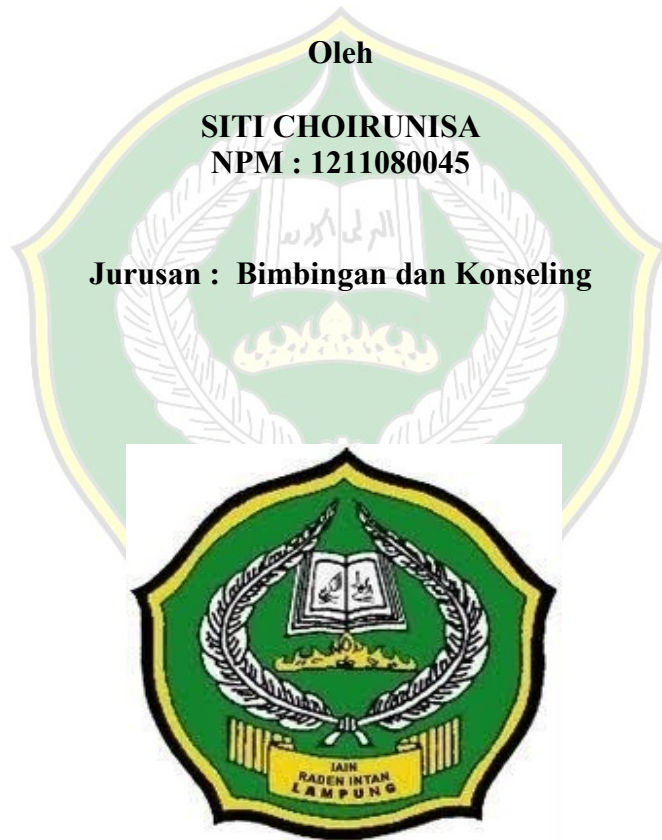 Oleh
SITI CHOIRUNISA
NPM : 1211080045
Jurusan : Bimbingan dan Konseling
IAIN
RADEN INTAN
LAMPUNG